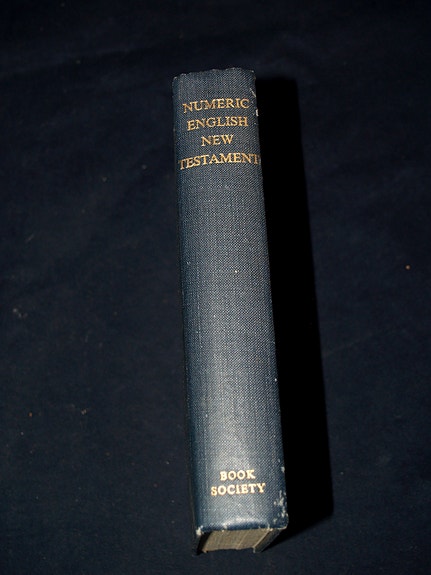 NUMERIC
ENGLISH
NEW
TESTAMENT
BOOK
SOCIETY